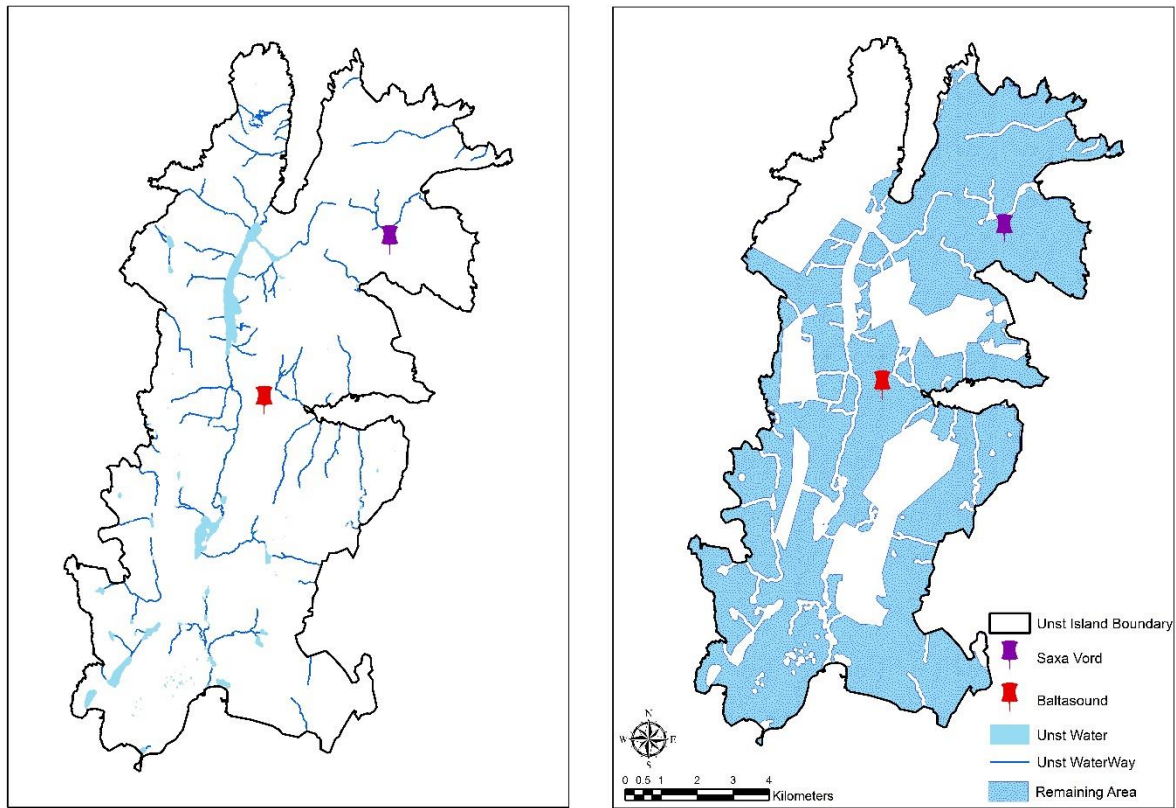 Unst Island Boundary
Saxa Vord
Baltasound
Unst Water
Unst WaterWay
Remaining Area
N
W E
S
0 0.5 1 2 3 4
Kilometers